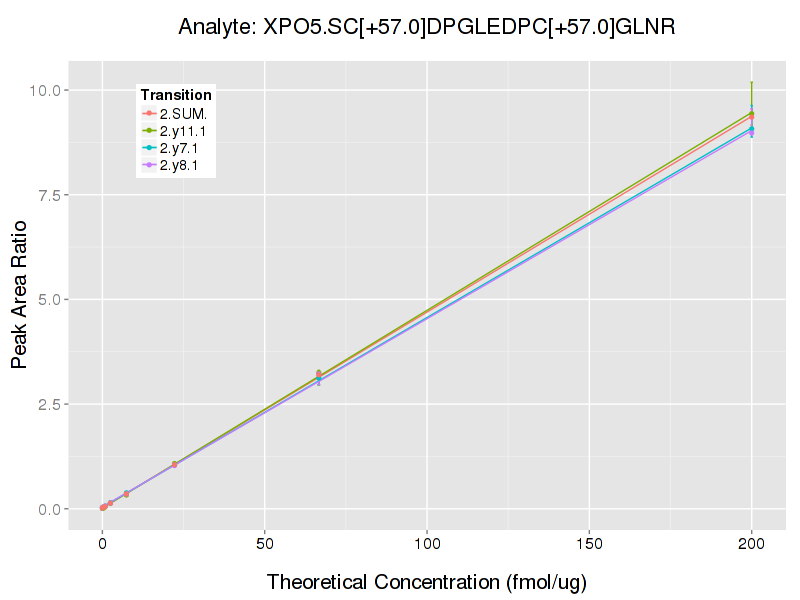 Analyte: XPO5.SC[+57.0]DPGLEDPC[+57.0]GLNR
Transition
2.SUM.
2.y11.1
2.y7.1
2.y8.1
10.0
7.5
5.0
2.5
0.0
Peak Area Ratio
0 50 100 150 200
Theoretical Concentration (fmol/ug)